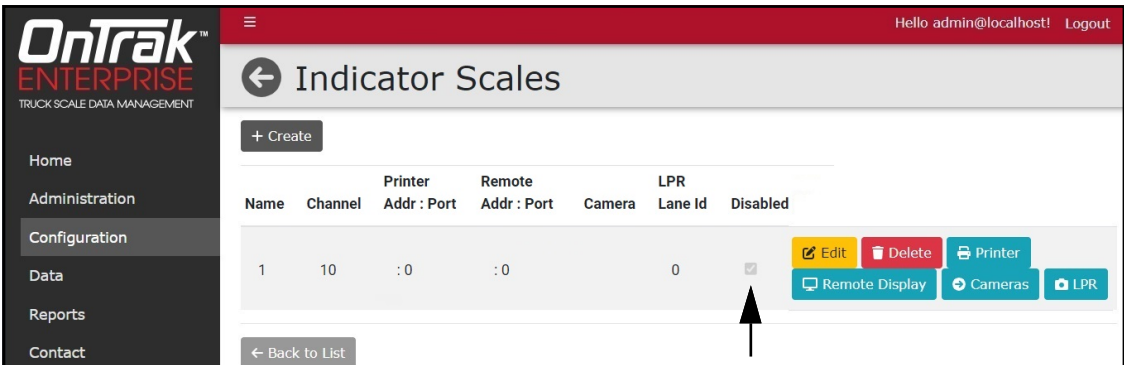 OnTrak™
ENTERPRISE
TRUCK SCALE DATA MANAGEMENT
Home
Administration
Configuration
Data
Reports
Contact
Hello admin@localhost! Logout
Indicator Scales
+ Create
Name Channel Printer Addr : Port Remote Addr : Port Camera LPR Lane Id Disabled
1 10 : 0 : 0 0
Edit Delete Printer
Remote Display Cameras LPR
← Back to List